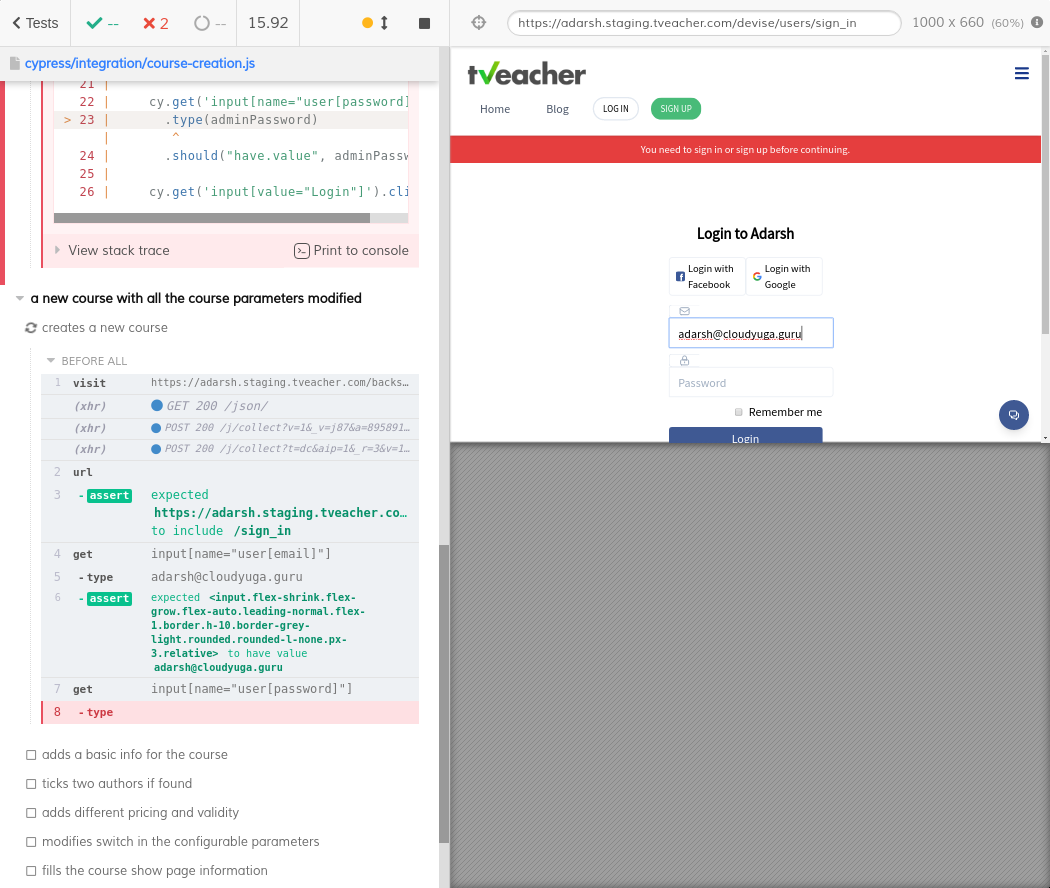 Tests
--
2
--
15.92
https://adarsh.staging.tveacher.com/devise/users/sign_in
1000 x 660 (60%)
cypress/integration/course-creation.js
21 |
22 | cy.get('input[name="user[password]
> 23 | .type(adminPassword)
| ^
24 | .should("have.value", adminPassw
25 |
26 | cy.get('input[value="Login"]').cli
View stack trace
Print to console
a new course with all the course parameters modified
creates a new course
BEFORE ALL
1 visit https://adarsh.staging.tveacher.com/backs…
(xhr) GET 200 /json/
(xhr) POST 200 /j/collect?v=1&_v=j87&a=895891…
(xhr) POST 200 /j/collect?t=dc&aip=1&_r=3&v=1…
2 url
3 -assert expected
https://adarsh.staging.tveacher.co…
to include /sign_in
4 get input[name="user[email]"]
5 -type adarsh@cloudyuga.guru
6 -assert expected <input.flex-shrink.flex-
grow.flex-auto.leading-normal.flex-
1.border.h-10.border-grey-
light.rounded.rounded-l-none.px-
3.relative> to have value
adarsh@cloudyuga.guru
7 get input[name="user[password]"]
8 -type
adds a basic info for the course
ticks two authors if found
adds different pricing and validity
modifies switch in the configurable parameters
fills the course show page information
tveacher
Home
Blog
LOG IN
SIGN UP
You need to sign in or sign up before continuing.
Login to Adarsh
Login with
Facebook
Login with
Google
adarsh@cloudyuga.guru
Password
Remember me
Login